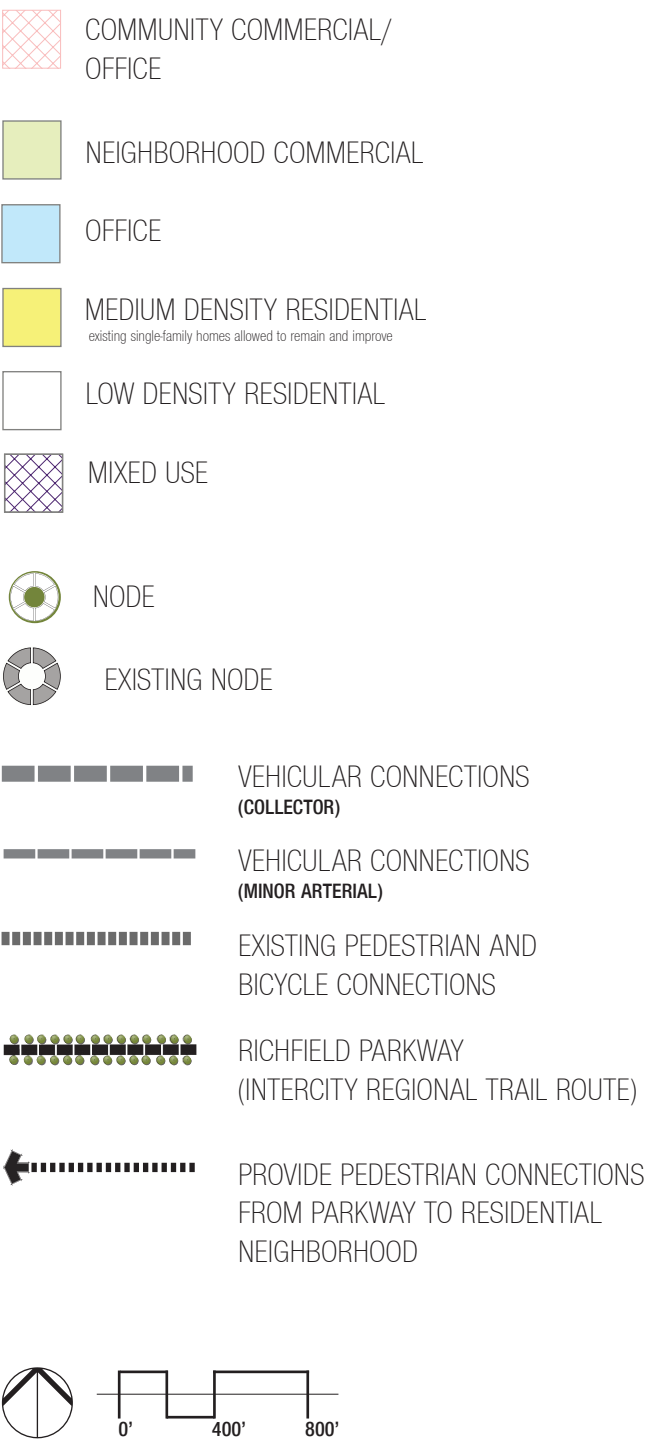 COMMUNITY COMMERCIAL/
OFFICE
NEIGHBORHOOD COMMERCIAL
OFFICE
MEDIUM DENSITY RESIDENTIAL
existing single-family homes allowed to remain and improve
LOW DENSITY RESIDENTIAL
MIXED USE
NODE
EXISTING NODE
VEHICULAR CONNECTIONS
(COLLECTOR)
VEHICULAR CONNECTIONS
(MINOR ARTERIAL)
EXISTING PEDESTRIAN AND
BICYCLE CONNECTIONS
RICHFIELD PARKWAY
(INTERCITY REGIONAL TRAIL ROUTE)
PROVIDE PEDESTRIAN CONNECTIONS
FROM PARKWAY TO RESIDENTIAL
NEIGHBORHOOD
0' 400' 800'